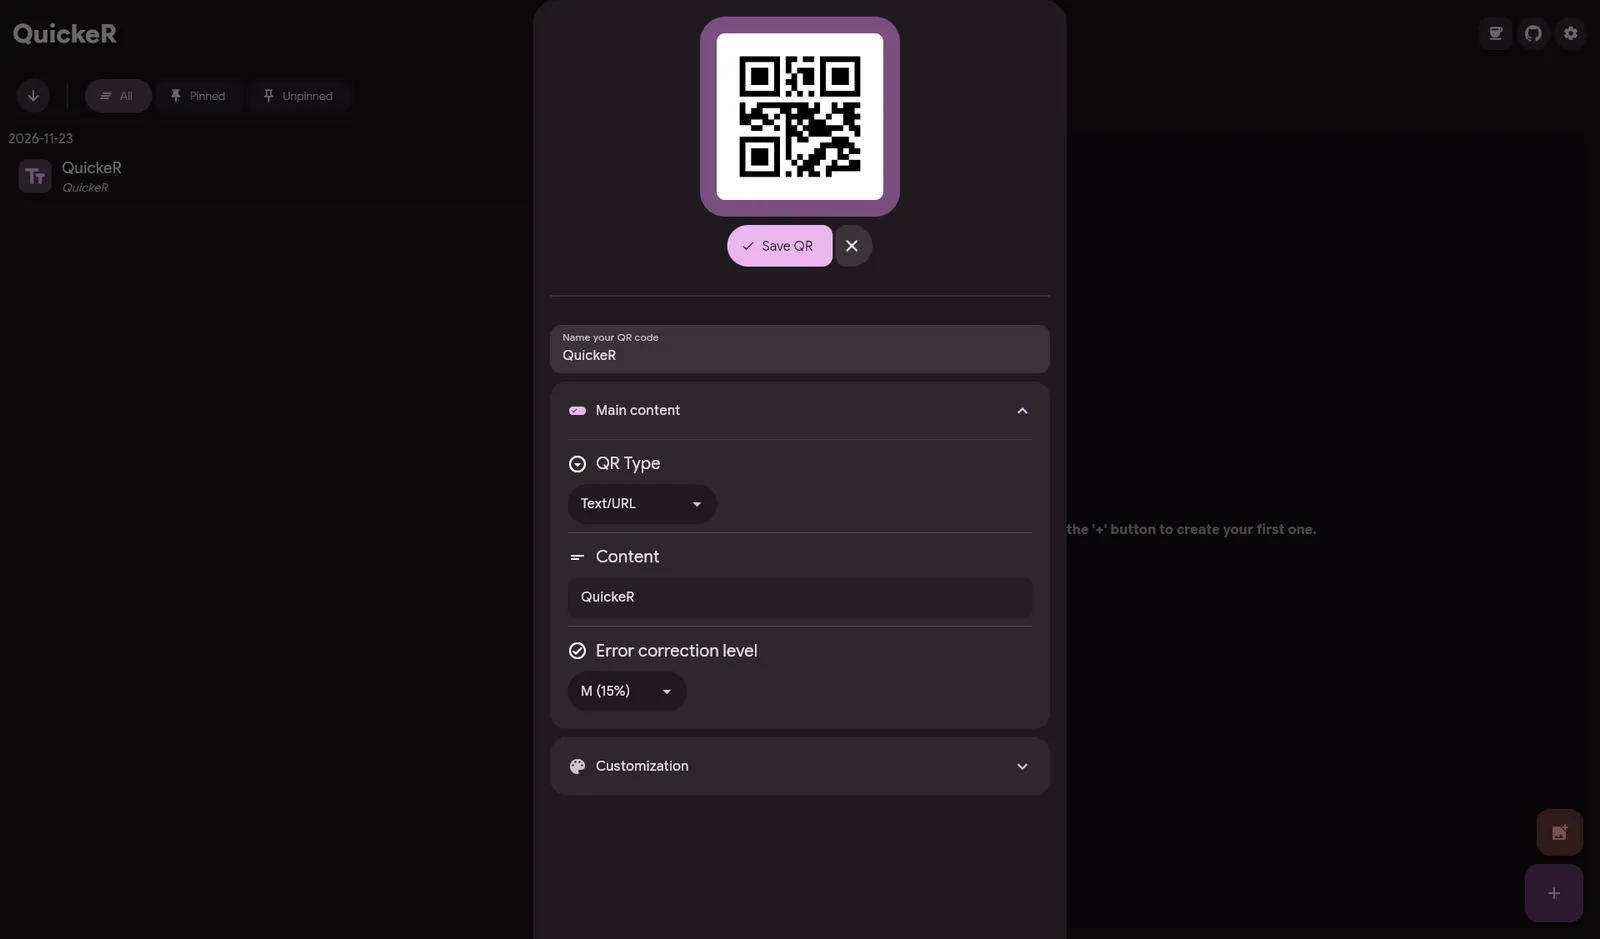 QuickeR
All
Pinned
Unpinned
2026-11-23
QuickeR
QuickeR
Save QR
Name your QR code
QuickeR
Main content
QR Type
Text/URL
Content
QuickeR
Error correction level
M (15%)
Customization
the '+' button to create your first one.